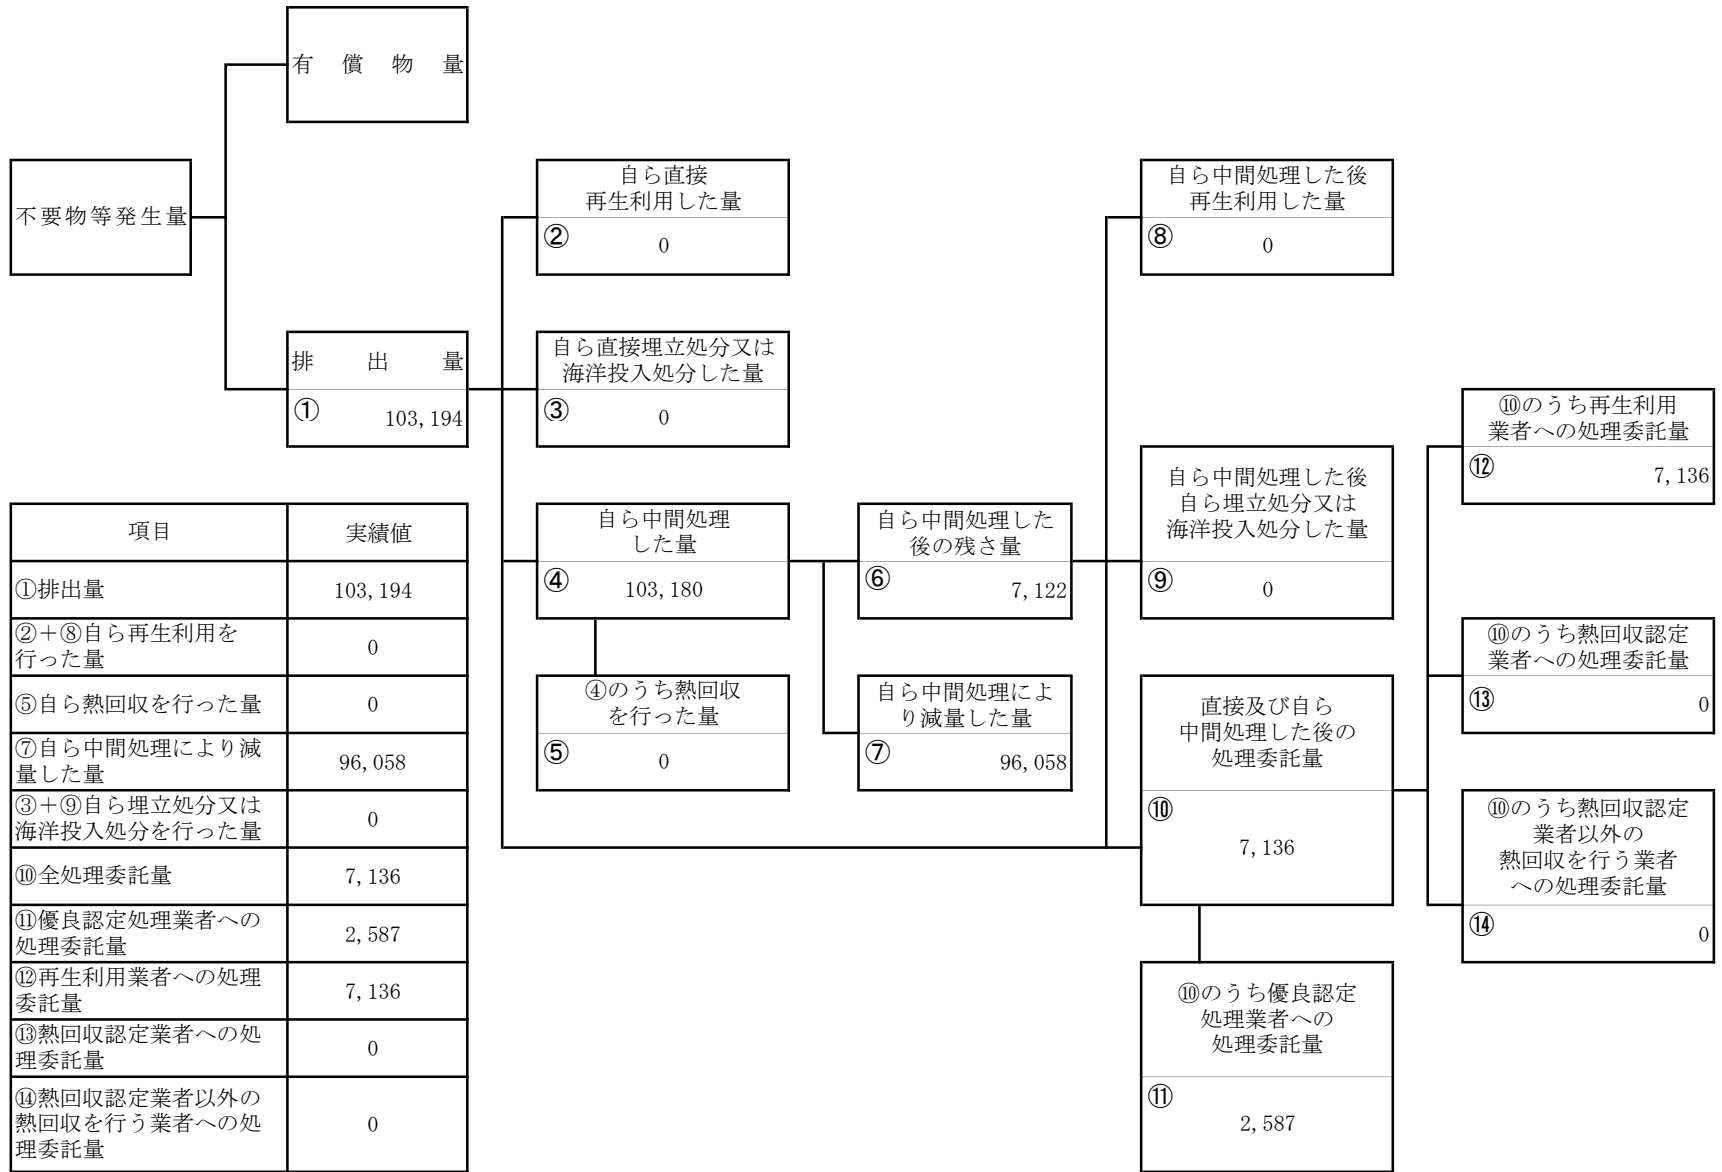 有償物量
不要物等発生量
自ら直接
再生利用した量
②
0
自ら中間処理した後
再生利用した量
⑧
0
排出量
①
103,194
自ら直接埋立処分又は
海洋投入処分した量
③
0
⑩のうち再生利用
業者への処理委託量
⑫
7,136
自ら中間処理
した量
④
103,180
自ら中間処理した
後の残さ量
⑥
7,122
自ら中間処理した後
自ら埋立処分又は
海洋投入処分した量
⑨
0
⑩のうち熱回収認定
業者への処理委託量
⑬
0
④のうち熱回収
を行った量
⑤
0
自ら中間処理によ
り減量した量
⑦
96,058
直接及び自ら
中間処理した後の
処理委託量
⑩
7,136
⑩のうち熱回収認定
業者以外の
熱回収を行う業者
への処理委託量
⑭
0
⑩のうち優良認定
処理業者への
処理委託量
⑪
2,587
項目 実績値
①排出量 103,194
②+⑧自ら再生利用を
行った量
0
⑤自ら熱回収を行った量 0
⑦自ら中間処理により減
量した量
96,058
③+⑨自ら埋立処分又は
海洋投入処分を行った量
0
⑩全処理委託量 7,136
⑪優良認定処理業者への
処理委託量
2,587
⑫再生利用業者への処理
委託量
7,136
⑬熱回収認定業者への処
理委託量
0
⑭熱回収認定業者以外の
熱回収を行う業者への処
理委託量
0